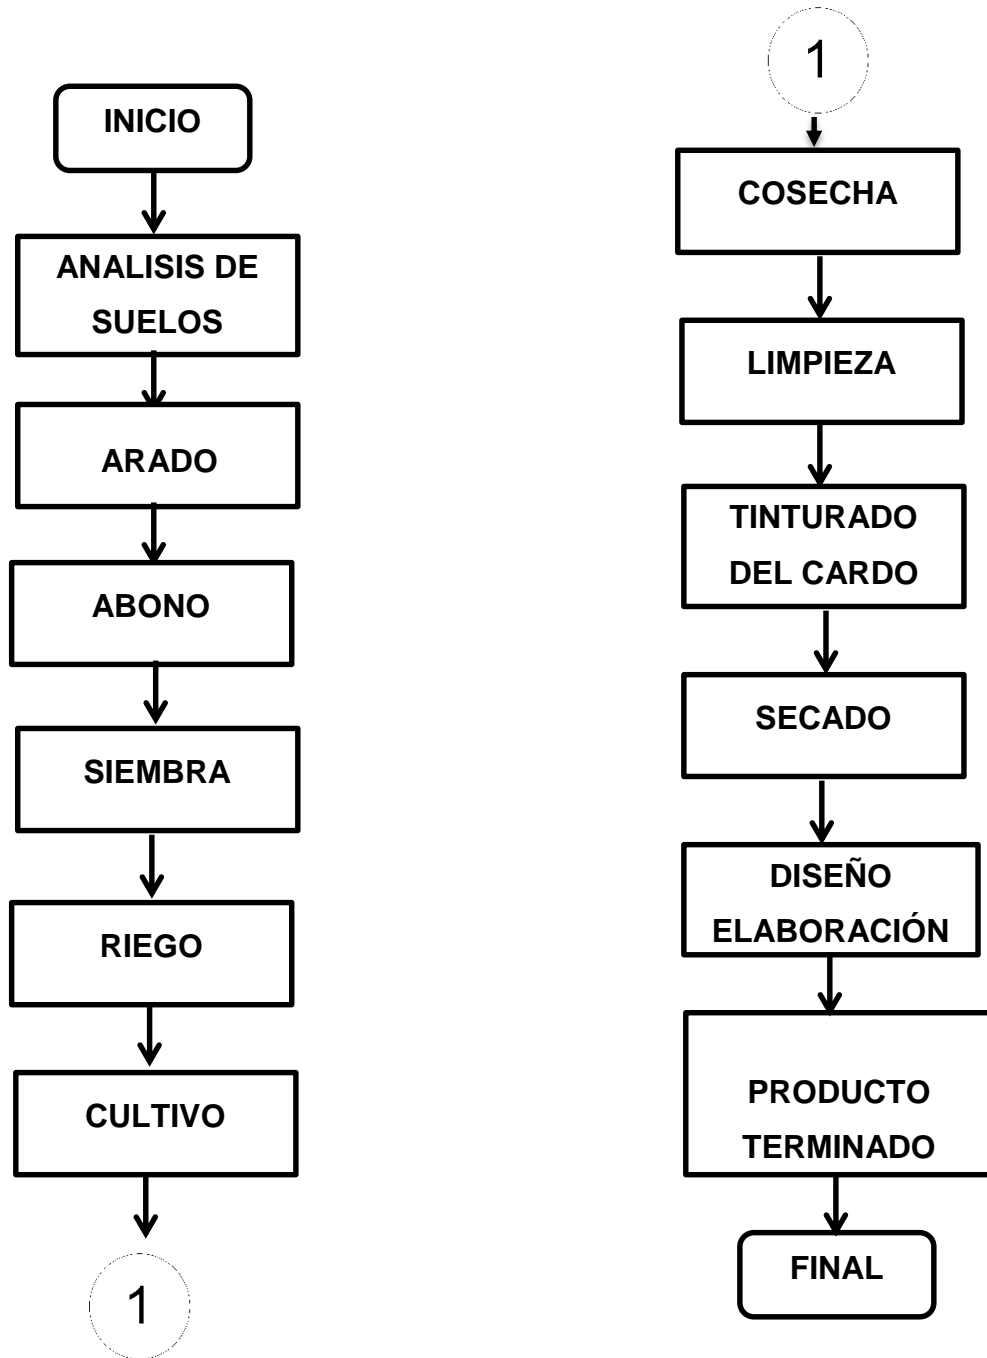 INICIO
ANALISIS DE
SUELOS
ARADO
ABONO
SIEMBRA
RIEGO
CULTIVO
1
1
COSECHA
LIMPIEZA
TINTURADO
DEL CARDO
SECADO
DISEÑO
ELABORACIÓN
PRODUCTO
TERMINADO
FINAL